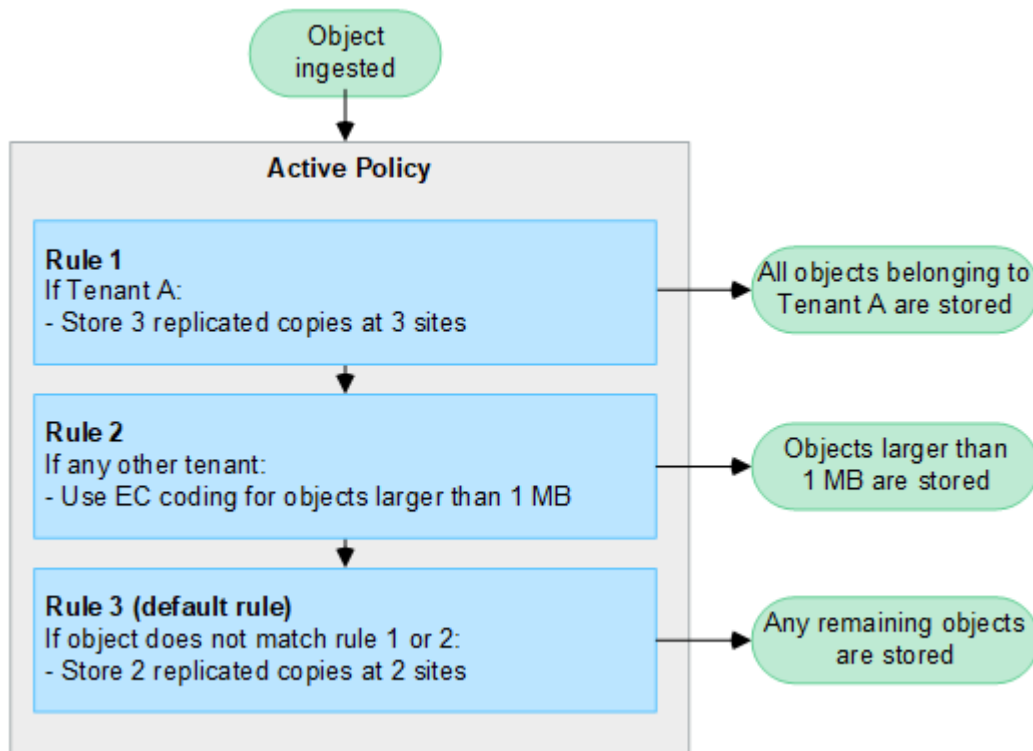 Object
ingested
Active Policy
Rule 1
If Tenant A:
- Store 3 replicated copies at 3 sites
All objects belonging to
Tenant A are stored
Rule 2
If any other tenant:
- Use EC coding for objects larger than 1 MB
Objects larger than
1 MB are stored
Rule 3 (default rule)
If object does not match rule 1 or 2:
- Store 2 replicated copies at 2 sites
Any remaining objects
are stored